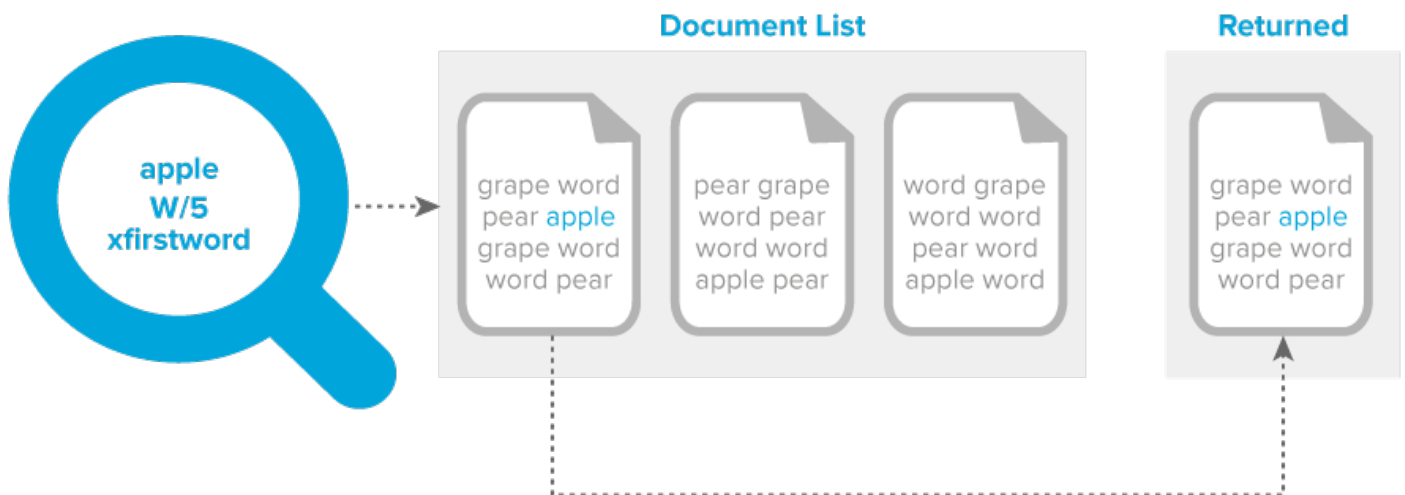 Document List
Returned
apple
W/5
xfirstword
grape word
pear apple
grape word
word pear
pear grape
word pear
word word
apple pear
word grape
word word
pear word
apple word
grape word
pear apple
grape word
word pear